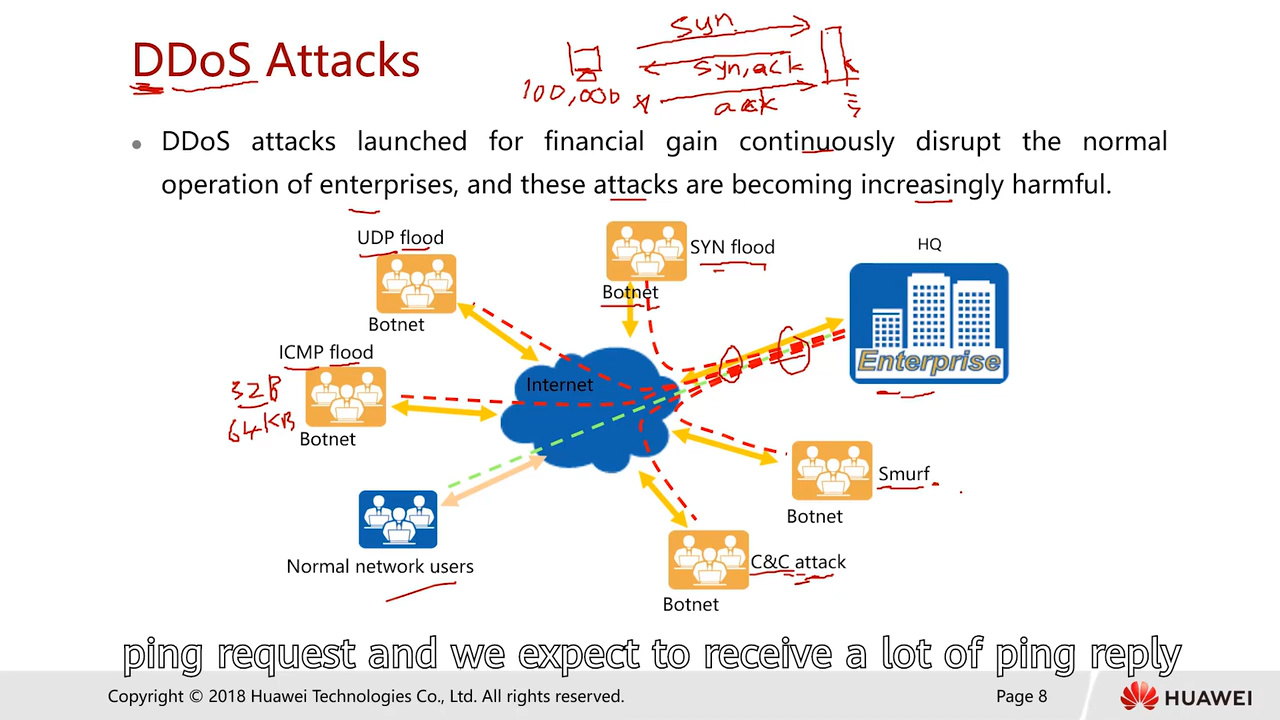 DDoS Attacks
syn
syn,ack
ack
100,000
• DDoS attacks launched for financial gain continuously disrupt the normal
operation of enterprises, and these attacks are becoming increasingly harmful.
UDP flood
Botnet
SYN flood
Botnet
HQ
Enterprise
ICMP flood
32B
64KB
Botnet
Internet
Smurf
Botnet
Normal network users
C&C attack
Botnet
ping request and we expect to receive a lot of ping reply
Copyright © 2018 Huawei Technologies Co., Ltd. All rights reserved.
Page 8
HUAWEI